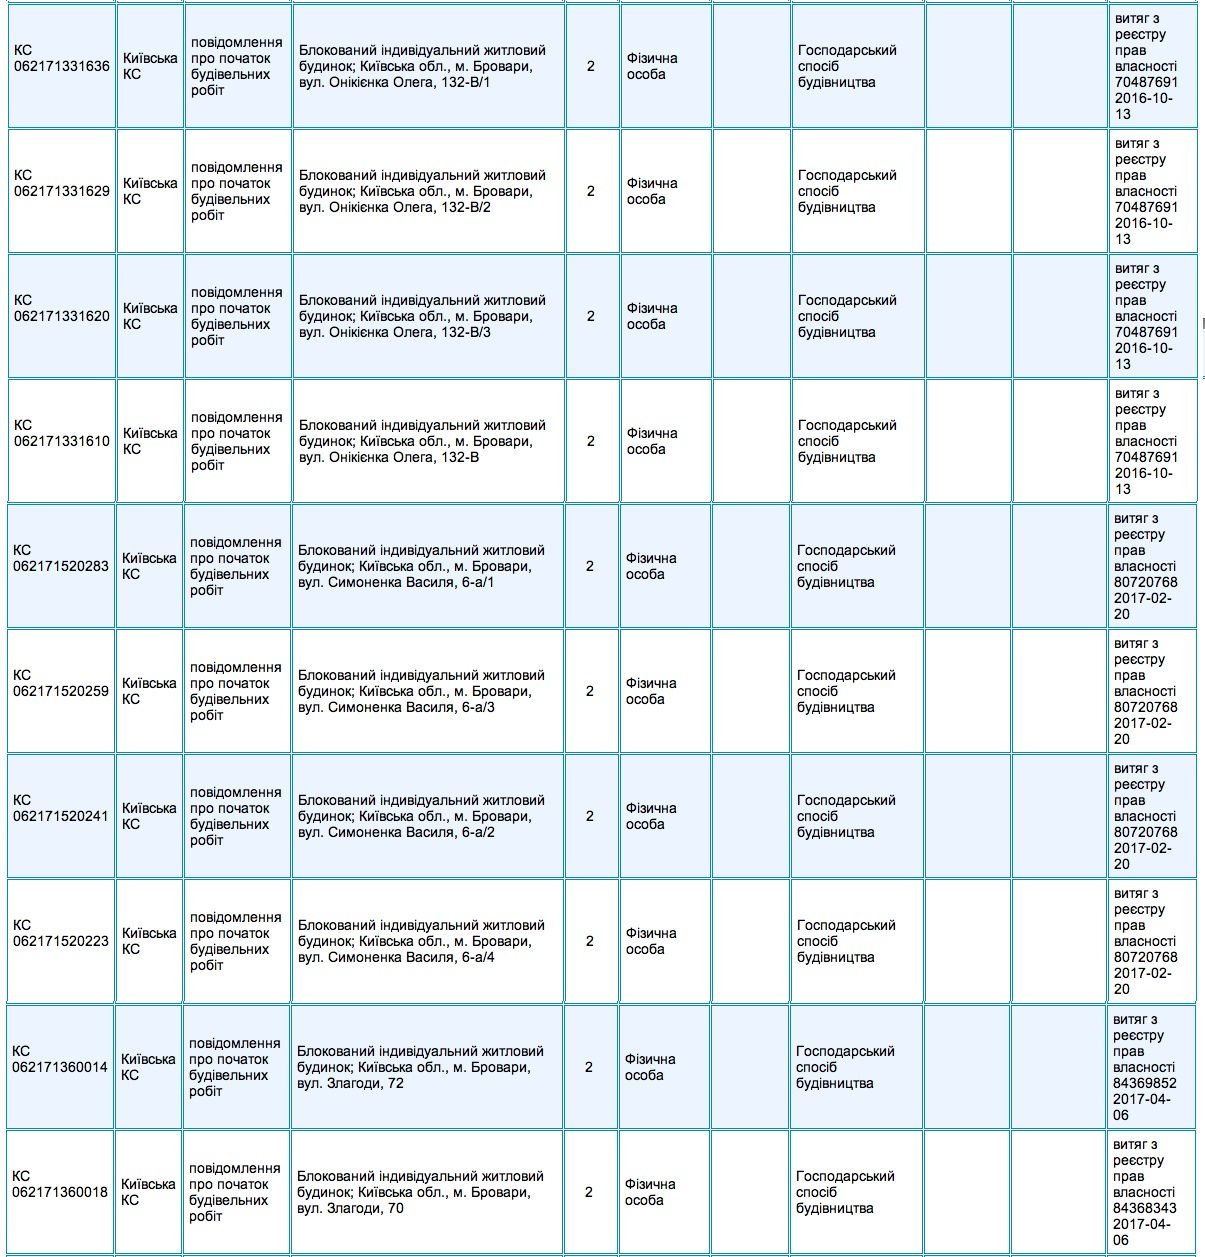 КС
062171331636
Київська
КС
повідомлення
про початок
будівельних
робіт
Блокований індивідуальний житловий
будинок; Київська обл., м. Бровари,
вул. Онікієнка Олега, 132-В/1
2
Фізична
особа
Господарський
спосіб
будівництва
витяг з
реєстру
прав
власності
70487691
2016-10-
13
КС
062171331629
Київська
КС
повідомлення
про початок
будівельних
робіт
Блокований індивідуальний житловий
будинок; Київська обл., м. Бровари,
вул. Онікієнка Олега, 132-В/2
2
Фізична
особа
Господарський
спосіб
будівництва
витяг з
реєстру
прав
власності
70487691
2016-10-
13
КС
062171331620
Київська
КС
повідомлення
про початок
будівельних
робіт
Блокований індивідуальний житловий
будинок; Київська обл., м. Бровари,
вул. Онікієнка Олега, 132-В/3
2
Фізична
особа
Господарський
спосіб
будівництва
витяг з
реєстру
прав
власності
70487691
2016-10-
13
КС
062171331610
Київська
КС
повідомлення
про початок
будівельних
робіт
Блокований індивідуальний житловий
будинок; Київська обл., м. Бровари,
вул. Онікієнка Олега, 132-В
2
Фізична
особа
Господарський
спосіб
будівництва
витяг з
реєстру
прав
власності
70487691
2016-10-
13
КС
062171520283
Київська
КС
повідомлення
про початок
будівельних
робіт
Блокований індивідуальний житловий
будинок; Київська обл., м. Бровари,
вул. Симоненка Василя, 6-а/1
2
Фізична
особа
Господарський
спосіб
будівництва
витяг з
реєстру
прав
власності
80720768
2017-02-
20
КС
062171520259
Київська
КС
повідомлення
про початок
будівельних
робіт
Блокований індивідуальний житловий
будинок; Київська обл., м. Бровари,
вул. Симоненка Василя, 6-а/3
2
Фізична
особа
Господарський
спосіб
будівництва
витяг з
реєстру
прав
власності
80720768
2017-02-
20
КС
062171520241
Київська
КС
повідомлення
про початок
будівельних
робіт
Блокований індивідуальний житловий
будинок; Київська обл., м. Бровари,
вул. Симоненка Василя, 6-а/2
2
Фізична
особа
Господарський
спосіб
будівництва
витяг з
реєстру
прав
власності
80720768
2017-02-
20
КС
062171520223
Київська
КС
повідомлення
про початок
будівельних
робіт
Блокований індивідуальний житловий
будинок; Київська обл., м. Бровари,
вул. Симоненка Василя, 6-а/4
2
Фізична
особа
Господарський
спосіб
будівництва
витяг з
реєстру
прав
власності
80720768
2017-02-
20
КС
062171360014
Київська
КС
повідомлення
про початок
будівельних
робіт
Блокований індивідуальний житловий
будинок; Київська обл., м. Бровари,
вул. Злагоди, 72
2
Фізична
особа
Господарський
спосіб
будівництва
витяг з
реєстру
прав
власності
84369852
2017-04-
06
КС
062171360018
Київська
КС
повідомлення
про початок
будівельних
робіт
Блокований індивідуальний житловий
будинок; Київська обл., м. Бровари,
вул. Злагоди, 70
2
Фізична
особа
Господарський
спосіб
будівництва
витяг з
реєстру
прав
власності
84368343
2017-04-
06